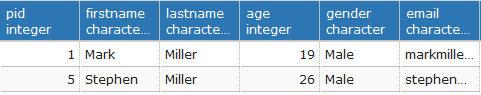 pid firstname lastname age gender email
integer characte... characte... integer character characte...
1 Mark Miller 19 Male markmille...
5 Stephen Miller 26 Male stephen...